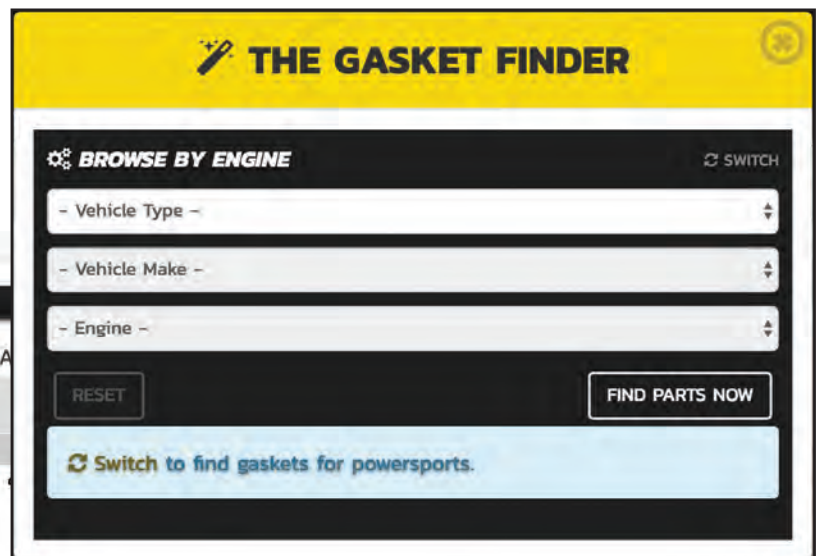 THE GASKET FINDER
BROWSE BY ENGINE
SWITCH
- Vehicle Type -
- Vehicle Make -
- Engine -
RESET
FIND PARTS NOW
Switch to find gaskets for powersports.